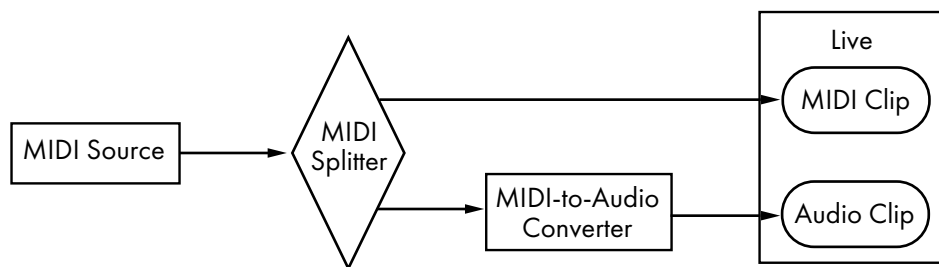 Live
MIDI Clip
MIDI Source
MIDI
Splitter
MIDI-to-Audio
Converter
Audio Clip